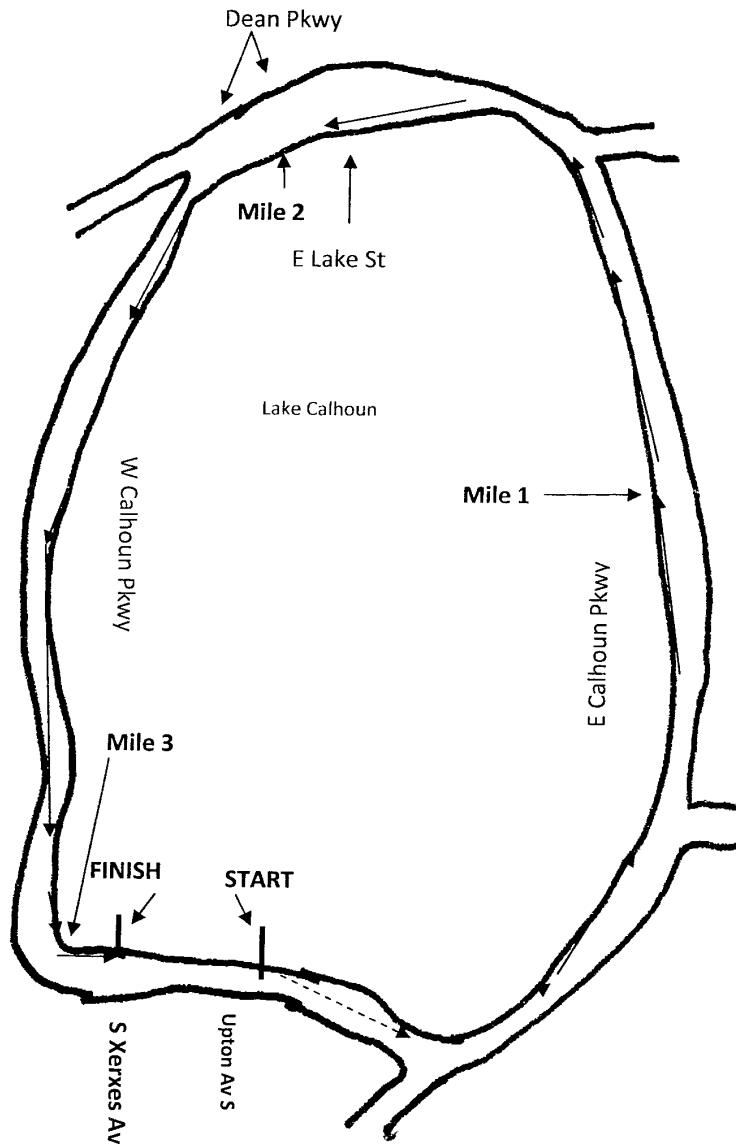 Dean Pkwy
Mile 2
E Lake St
Lake Calhoun
W Calhoun Pkwy
Mile 1
E Calhoun Pkwy
Mile 3
FINISH
START
S Xerxes Av
Upton Av S